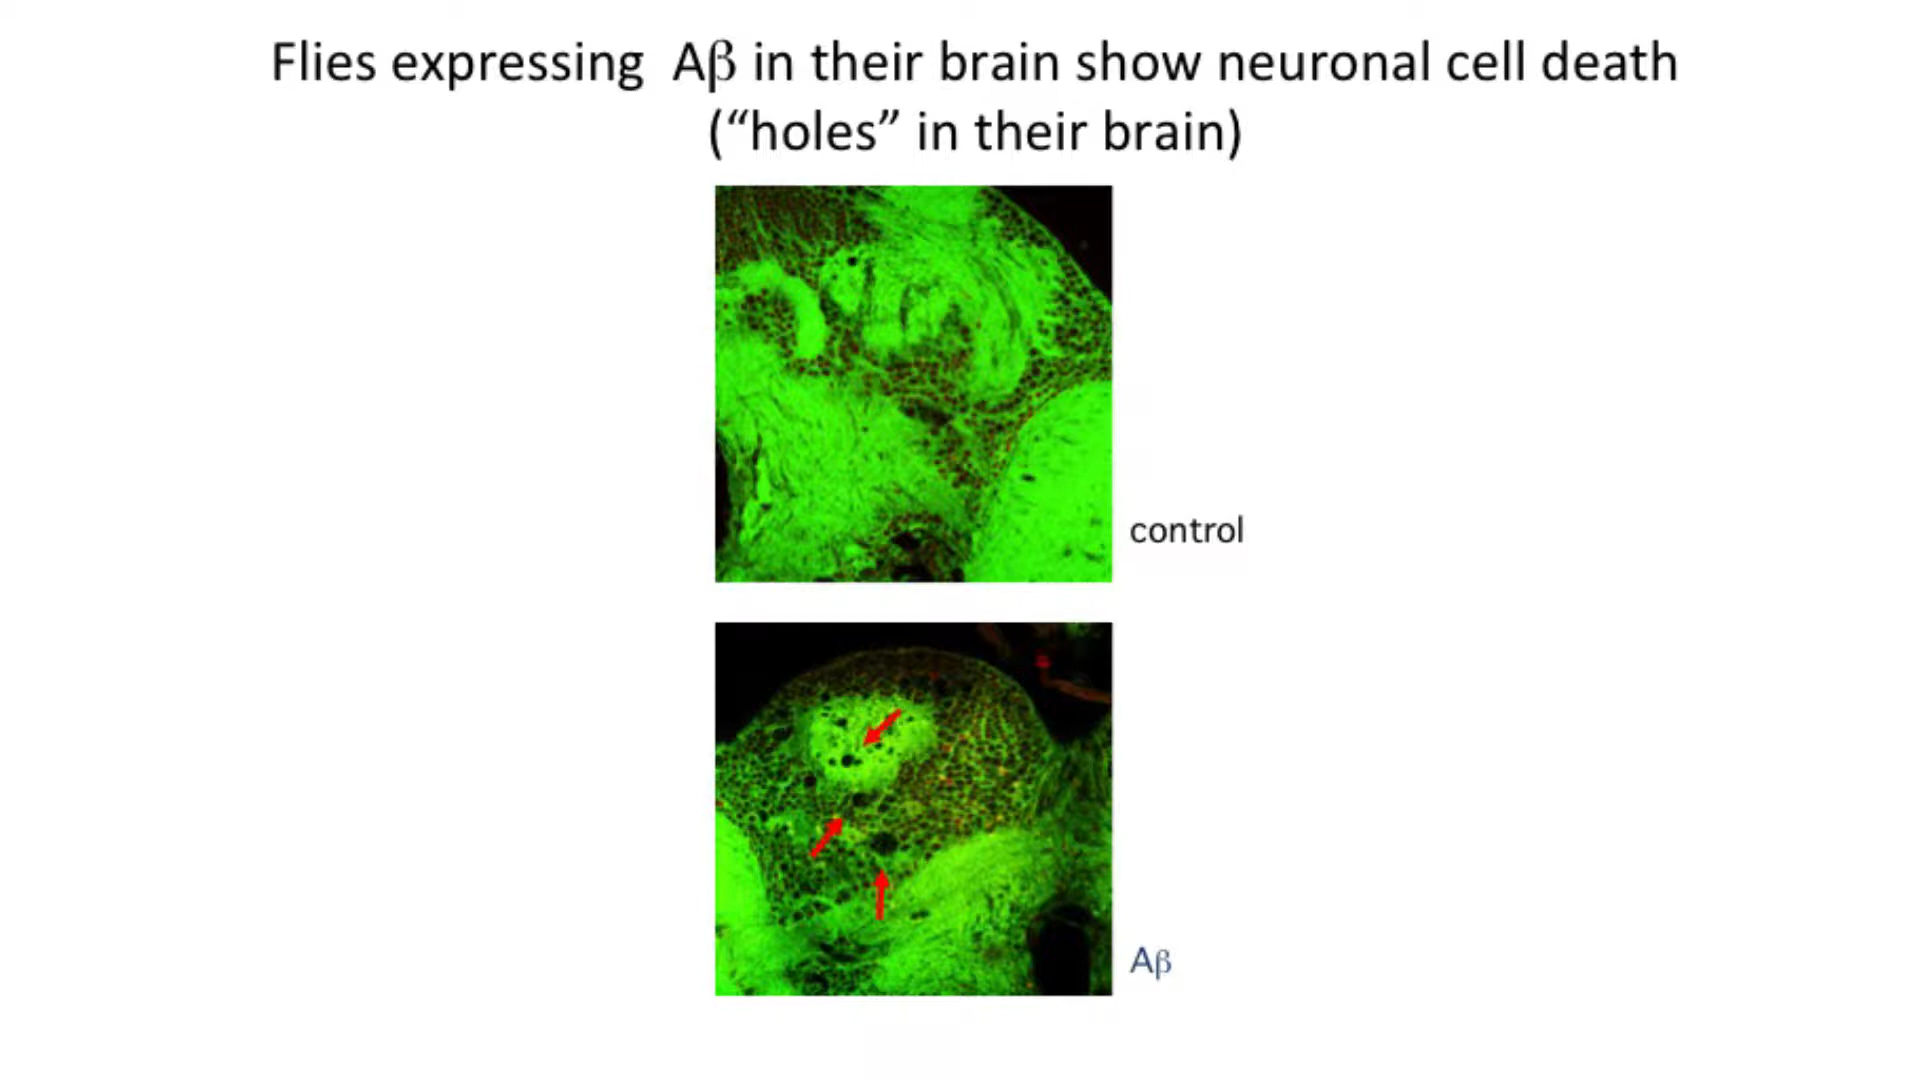 Flies expressing Aβ in their brain show neuronal cell death
(“holes” in their brain)
control
Aβ